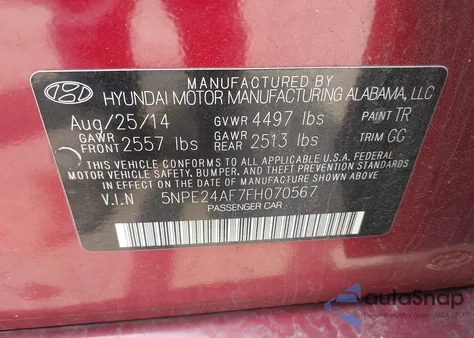 MANUFACTURED BY
HYUNDAI MOTOR MANUFACTURING ALABAMA, LLC
Aug/25/14 GVWR 4497 lbs PAINT TR
GAWR FRONT 2557 lbs GAWR REAR 2513 lbs TRIM GG
THIS VEHICLE CONFORMS TO ALL APPLICABLE U.S.A. FEDERAL
MOTOR VEHICLE SAFETY, BUMPER, AND THEFT PREVENTION STANDARDS
IN EFFECT ON THE DATE OF MANUFACTURE SHOWN ABOVE.
V.I.N 5NPE24AF7FH070567
PASSENGER CAR
autoSnap